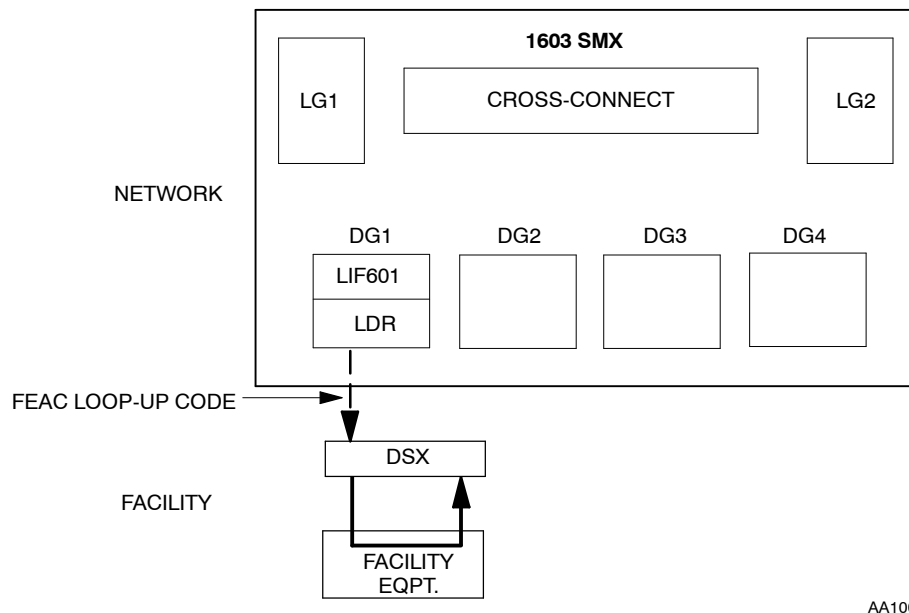 1603 SMX
LG1
CROSS-CONNECT
LG2
NETWORK
DG1
DG2
DG3
DG4
LIF601
LDR
FEAC LOOP-UP CODE
DSX
FACILITY
FACILITY
EQPT.